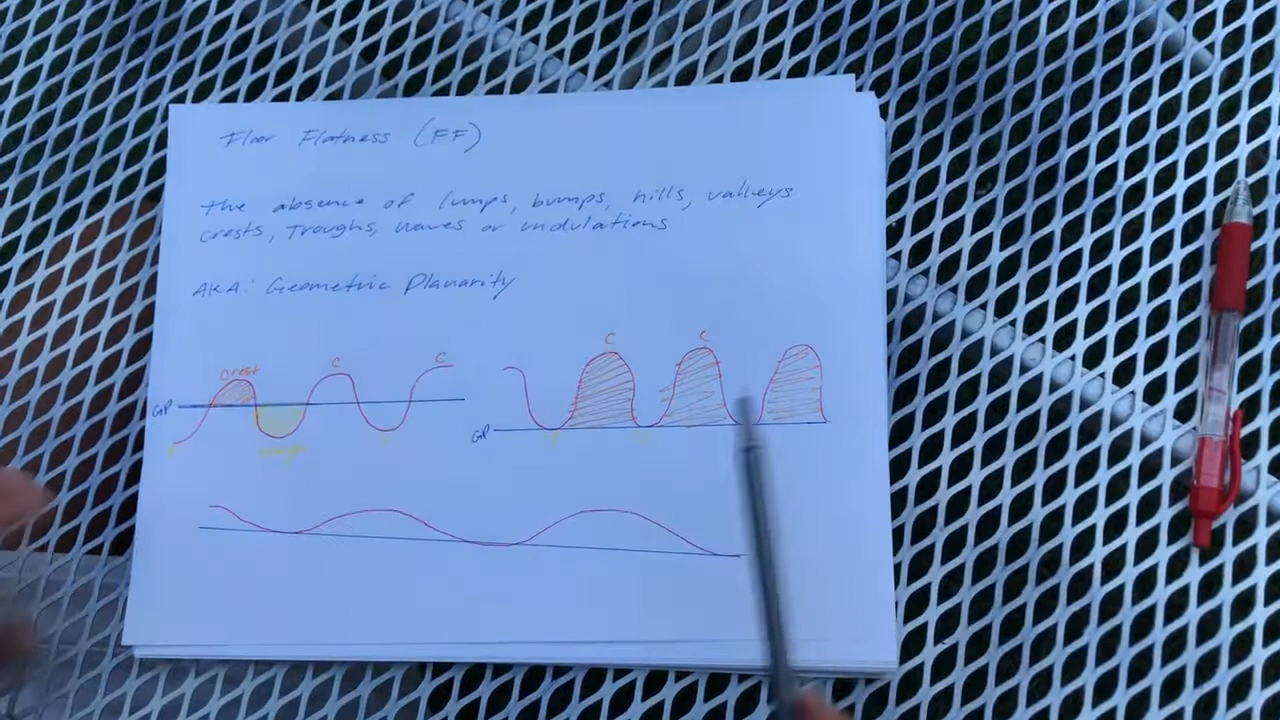 Floor Flatness (FF)
the absence of lumps, bumps, hills, valleys
crests, Troughs, waves or undulations
AKA: Geometric Planarity
crest C C
GP
C C
GP